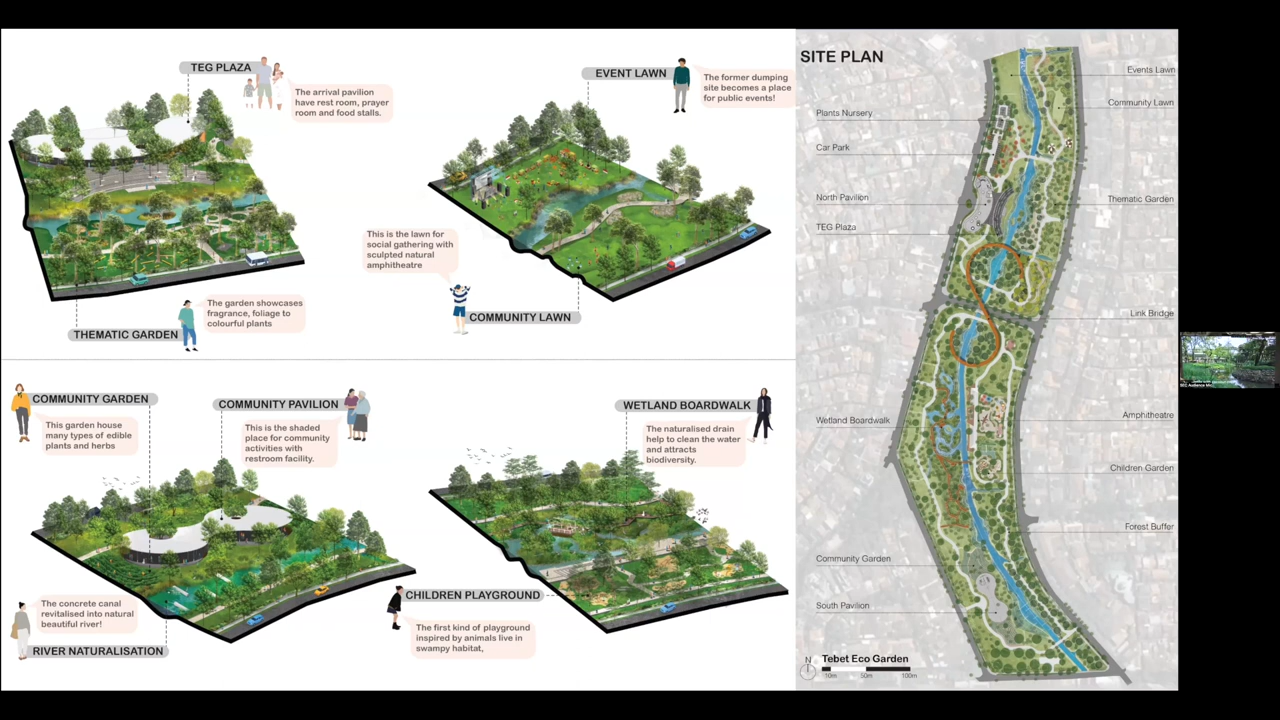 TEG PLAZA
The arrival pavilion
have rest room, prayer
room and food stalls.
The garden showcases
fragrance, foliage to
colourful plants
THEMATIC GARDEN
EVENT LAWN
The former dumping
site becomes a place
for public events!
This is the lawn for
social gathering with
sculpted natural
amphitheatre
COMMUNITY LAWN
COMMUNITY GARDEN
This garden house
many types of edible
plants and herbs
COMMUNITY PAVILION
This is the shaded
place for community
activities with
restroom facility.
The concrete canal
revitalised into natural
beautiful river!
RIVER NATURALISATION
WETLAND BOARDWALK
The naturalised drain
help to clean the water
and attracts
biodiversity.
CHILDREN PLAYGROUND
The first kind of playground
inspired by animals live in
swampy habitat,
SITE PLAN
Events Lawn
Community Lawn
Plants Nursery
Car Park
North Pavilion
Thematic Garden
TEG Plaza
Link Bridge
Amphitheatre
Wetland Boardwalk
Children Garden
Forest Buffer
Community Garden
South Pavilion
N
Tebet Eco Garden
10m 50m 100m